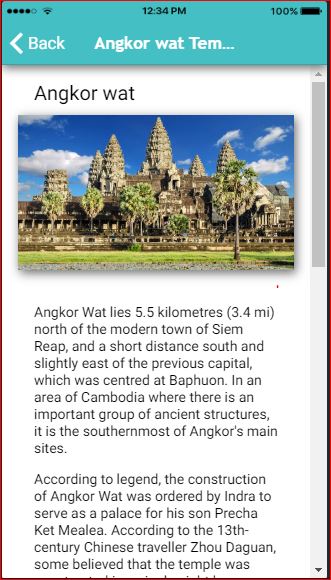 12:34 PM 100%
Back Angkor wat Tem...
Angkor wat
Angkor Wat lies 5.5 kilometres (3.4 mi)
north of the modern town of Siem
Reap, and a short distance south and
slightly east of the previous capital,
which was centred at Baphuon. In an
area of Cambodia where there is an
important group of ancient structures,
it is the southernmost of Angkor's main
sites.
According to legend, the construction
of Angkor Wat was ordered by Indra to
serve as a palace for his son Precha
Ket Mealea. According to the 13th-
century Chinese traveller Zhou Daguan,
some believed that the temple was